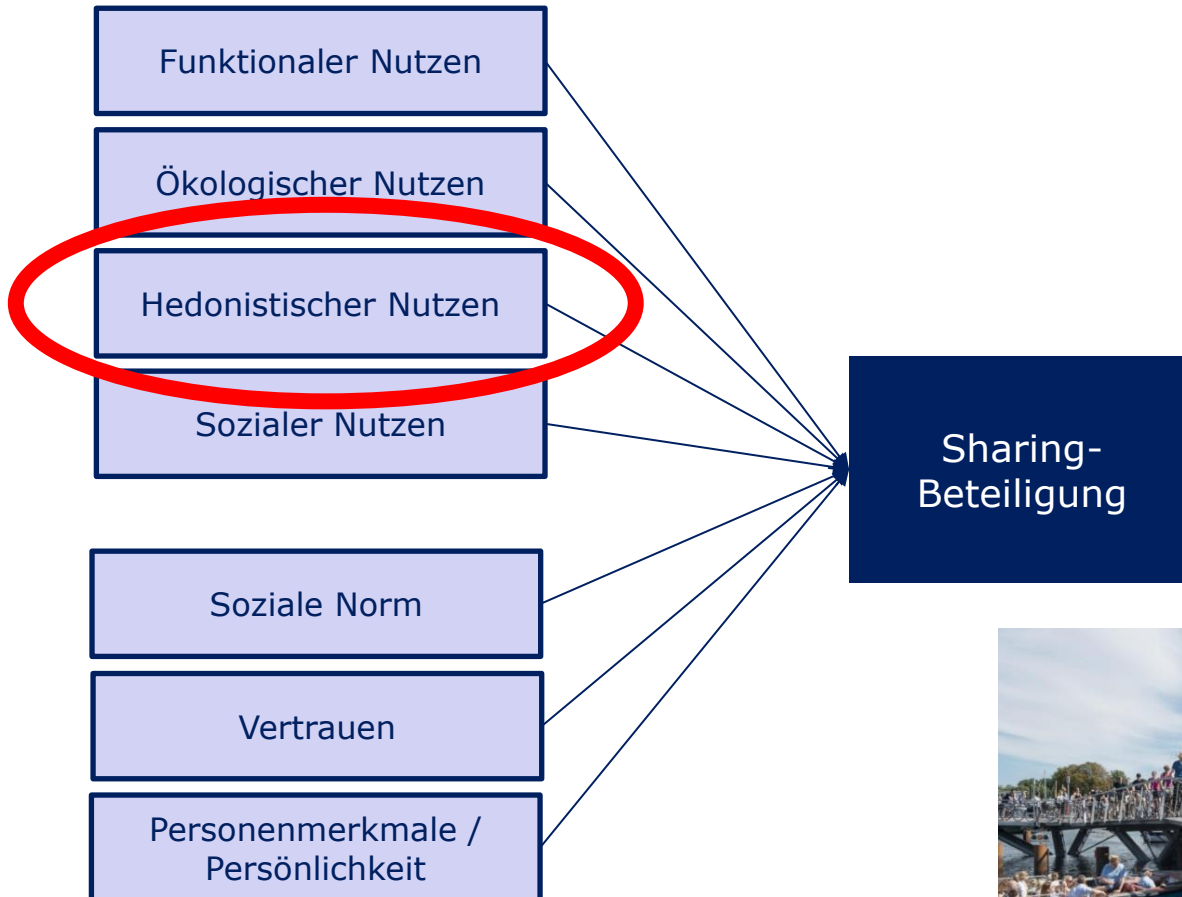 Funktionaler Nutzen
Ökologischer Nutzen
Hedonistischer Nutzen
Sozialer Nutzen
Sharing-
Beteiligung
Soziale Norm
Vertrauen
Personenmerkmale /
Persönlichkeit